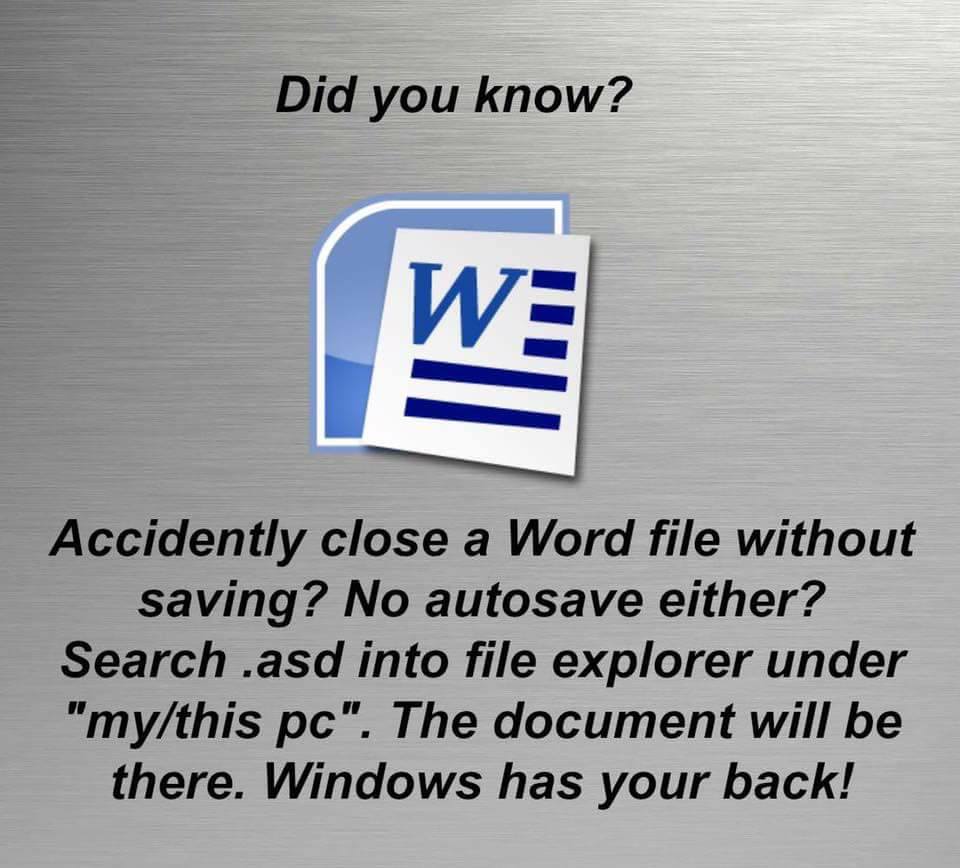 Did you know?
W
Accidently close a Word file without
saving? No autosave either?
Search .asd into file explorer under
"my/this pc". The document will be
there. Windows has your back!